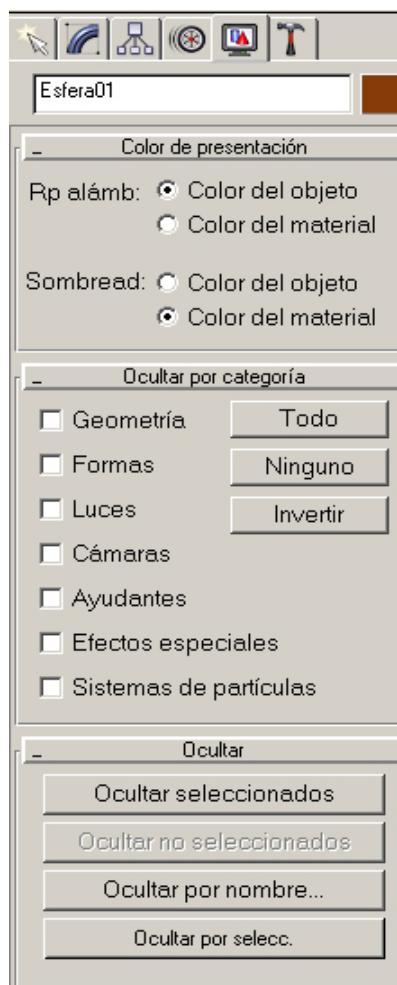 Esfera01
Color de presentación
Rp alámb: Color del objeto
Color del material
Sombread: Color del objeto
Color del material
Ocultar por categoría
Geometría Todo
Formas Ninguno
Luces Invertir
Cámaras
Ayudantes
Efectos especiales
Sistemas de partículas
Ocultar
Ocultar seleccionados
Ocultar no seleccionados
Ocultar por nombre...
Ocultar por selecc.